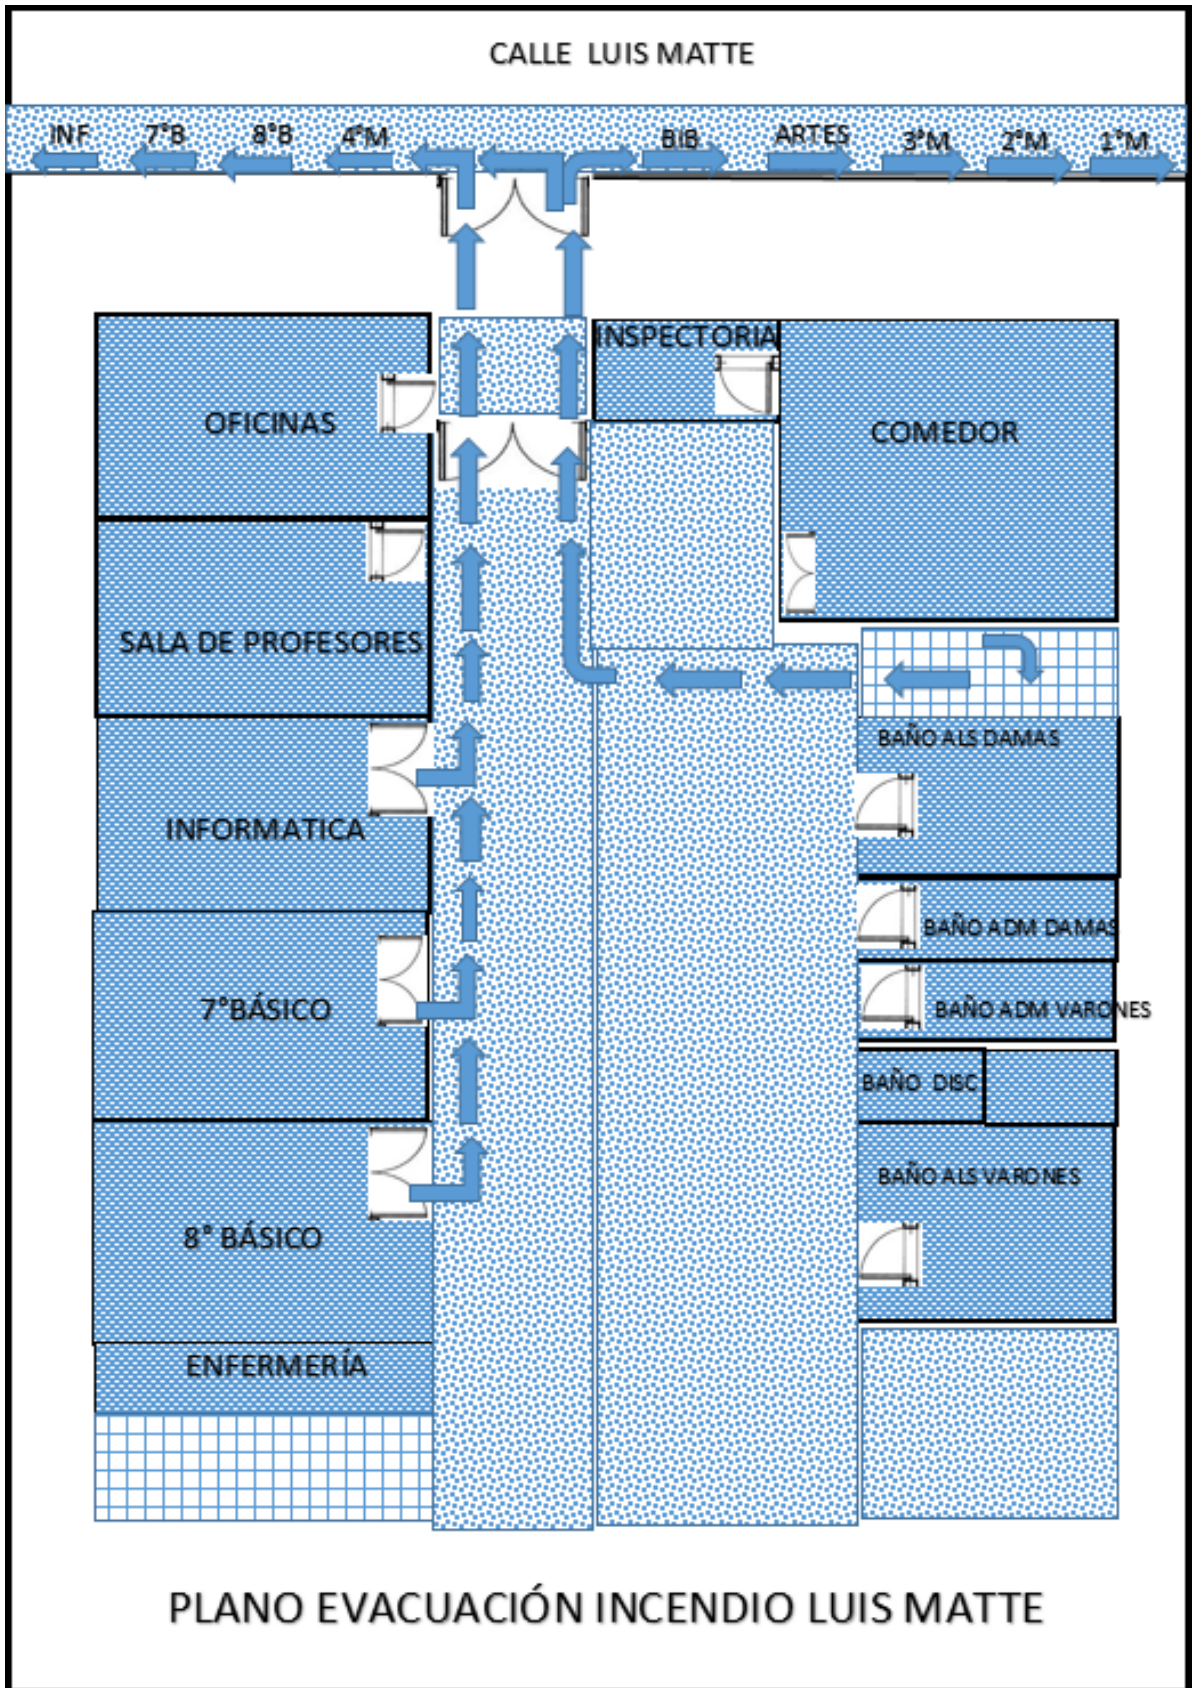 CALLE LUIS MATTE
INF. 7°B 8°B 4°M BIB ARTES 3°M 2°M 1°M
INSPECTORIA
OFICINAS
COMEDOR
SALA DE PROFESORES
BAÑO ALS DAMAS
INFORMATICA
BAÑO ADM DAMAS
7°BÁSICO
BAÑO ADM VARONES
BAÑO DISC
BAÑO ALS VARONES
8° BÁSICO
ENFERMERÍA
PLANO EVACUACIÓN INCENDIO LUIS MATTE